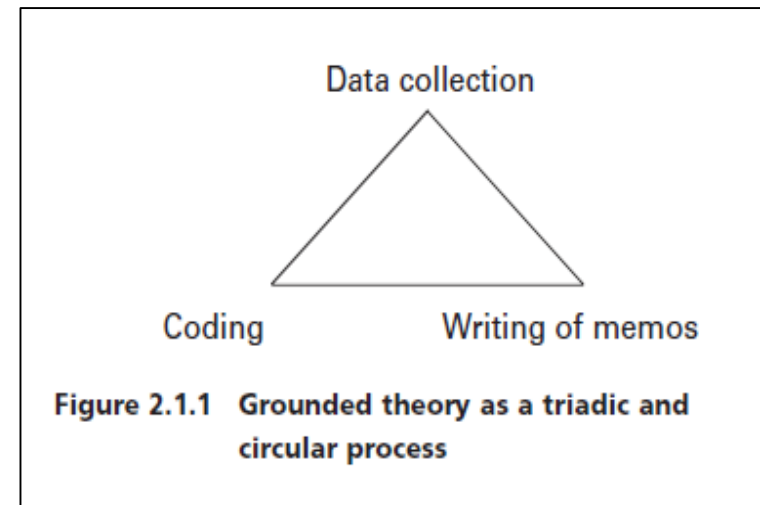 Data collection
Coding Writing of memos
Figure 2.1.1 Grounded theory as a triadic and
circular process